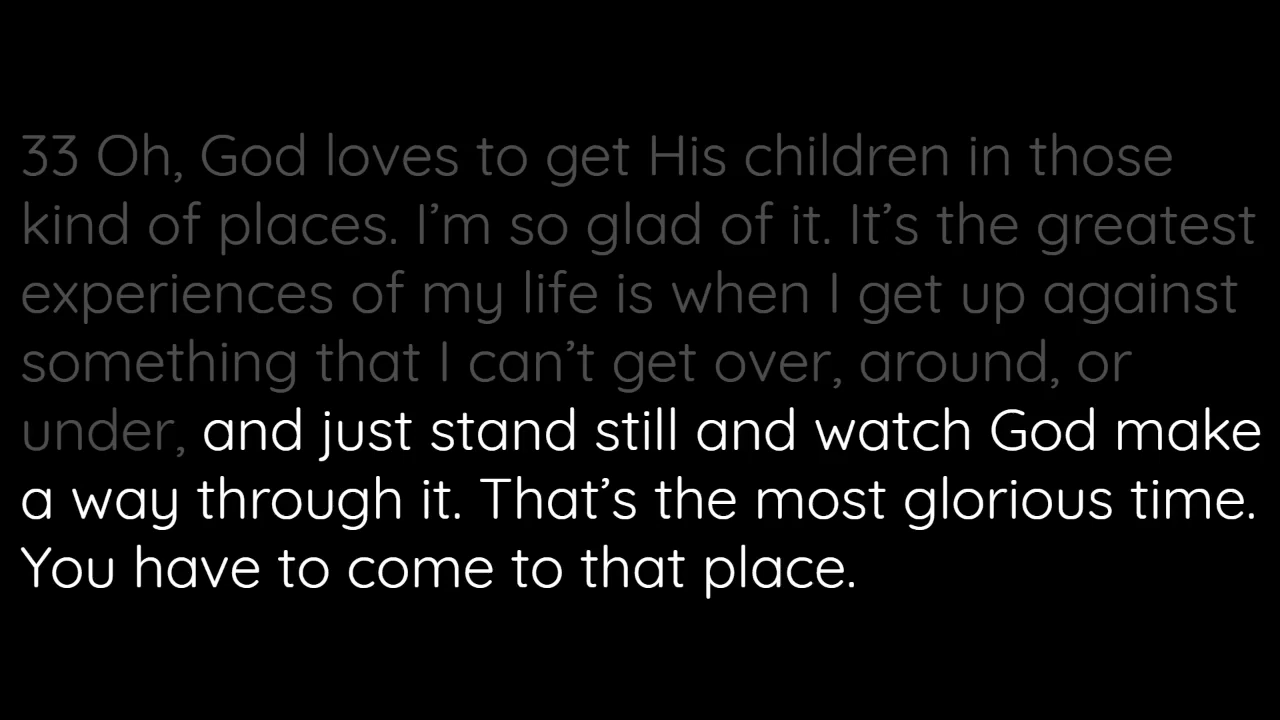 33 Oh, God loves to get His children in those
kind of places. I’m so glad of it. It’s the greatest
experiences of my life is when I get up against
something that I can’t get over, around, or
under, and just stand still and watch God make
a way through it. That’s the most glorious time.
You have to come to that place.